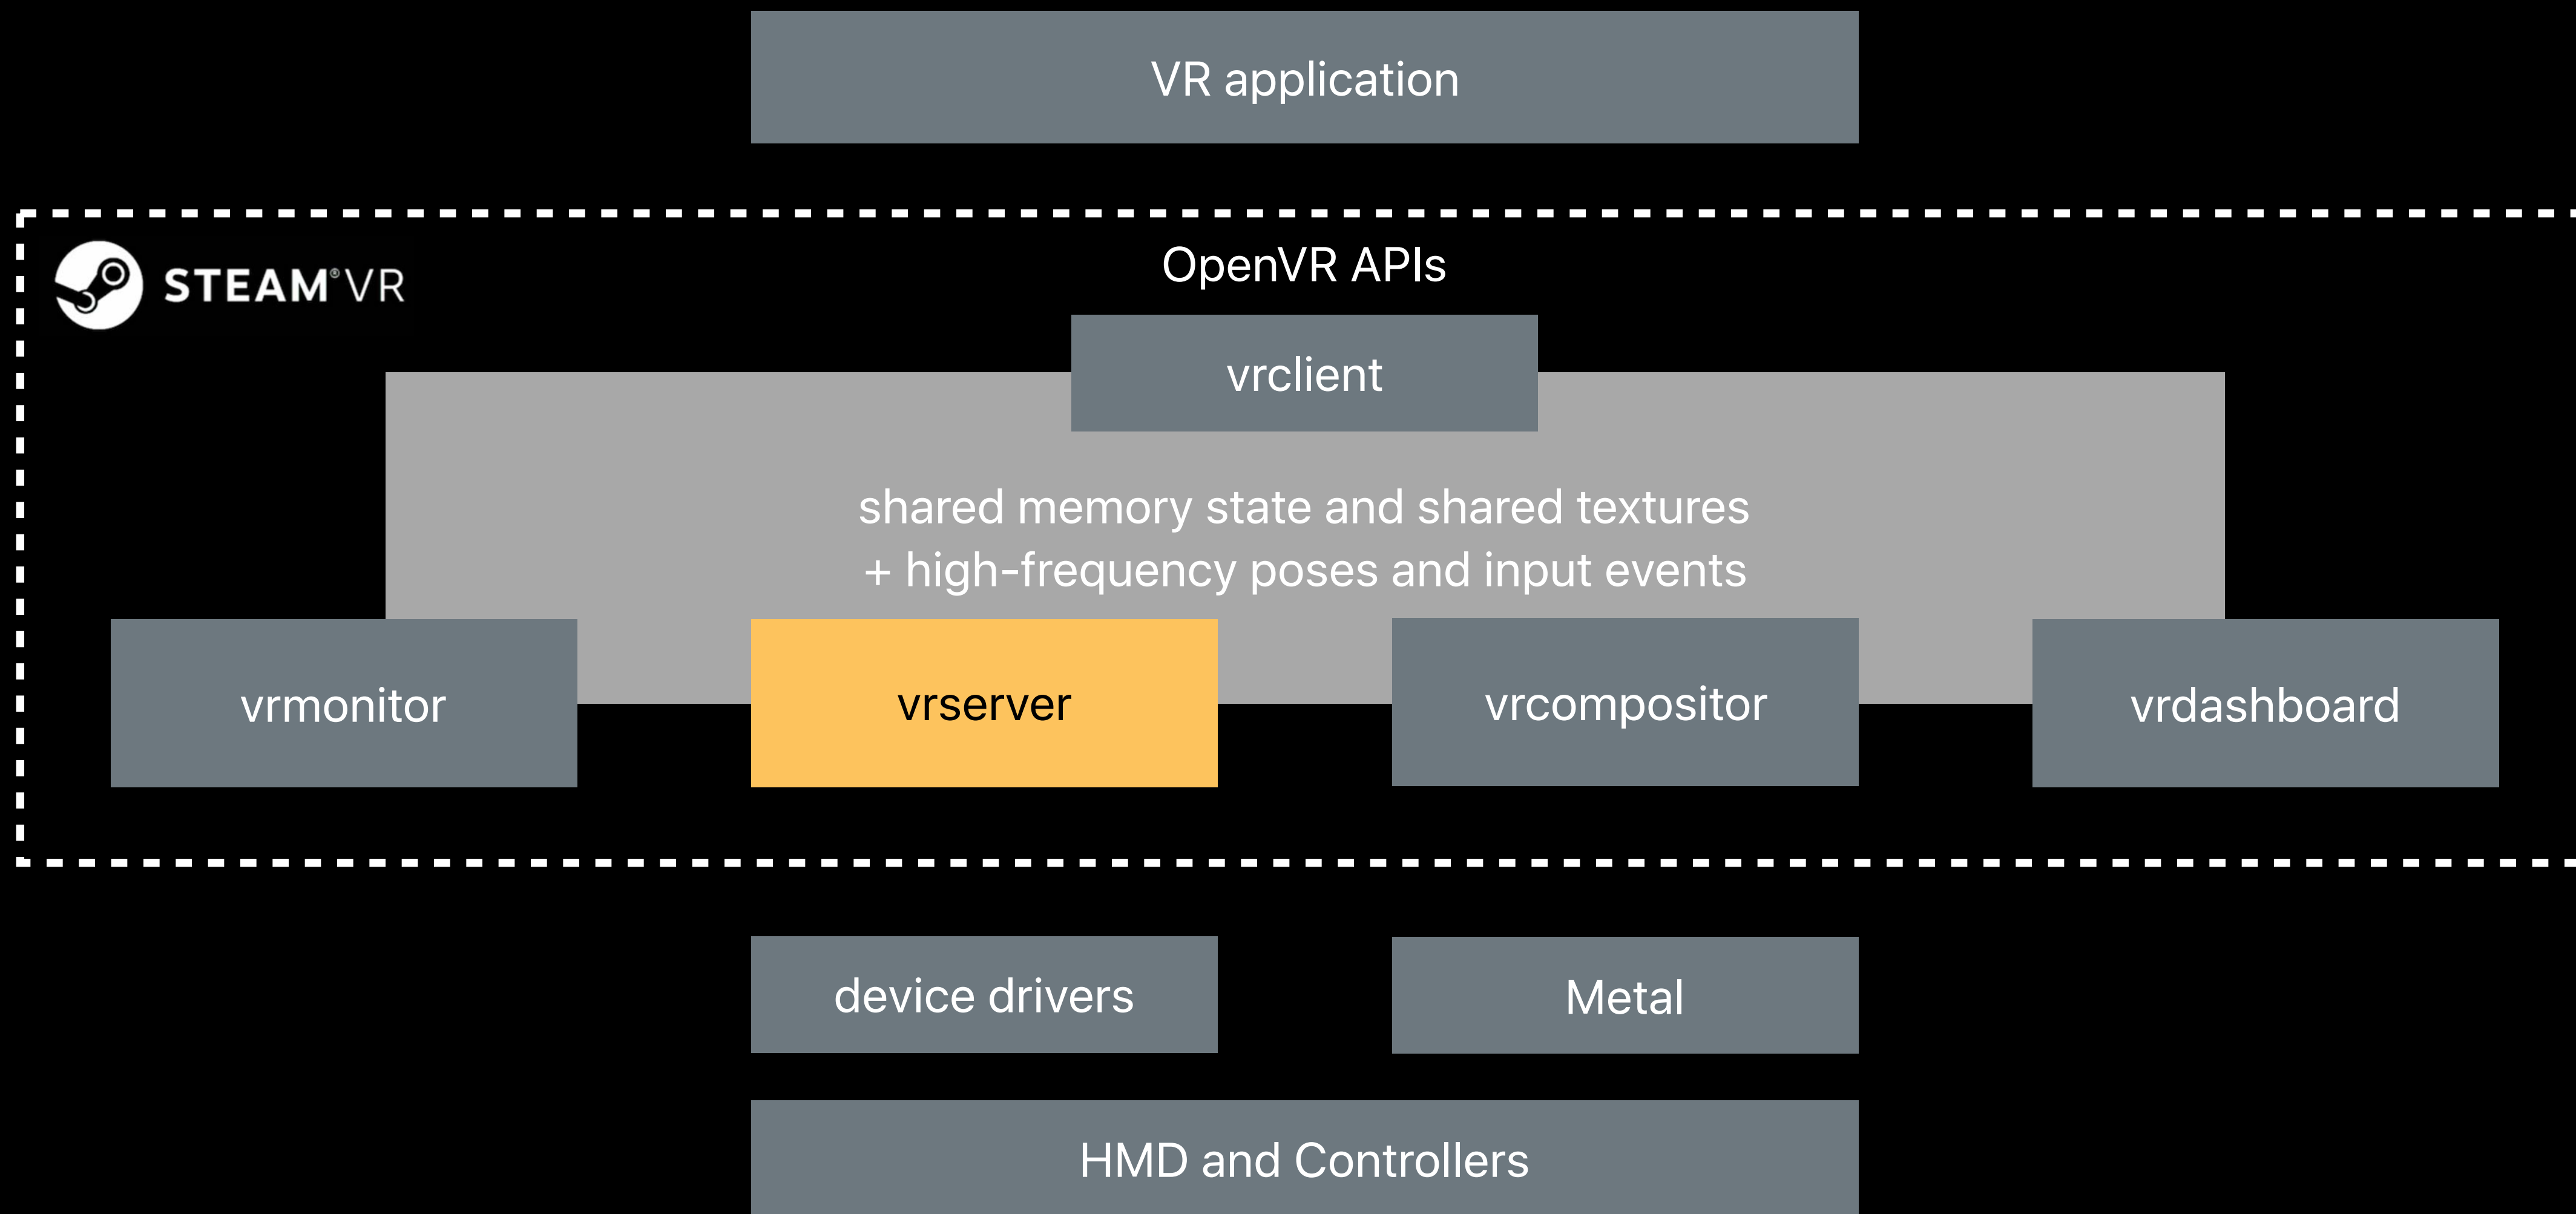 VR application
STEAM®VR
OpenVR APIs
vrclient
shared memory state and shared textures
+ high-frequency poses and input events
vrmonitor
vrserver
vrcompositor
vrdashboard
device drivers
Metal
HMD and Controllers